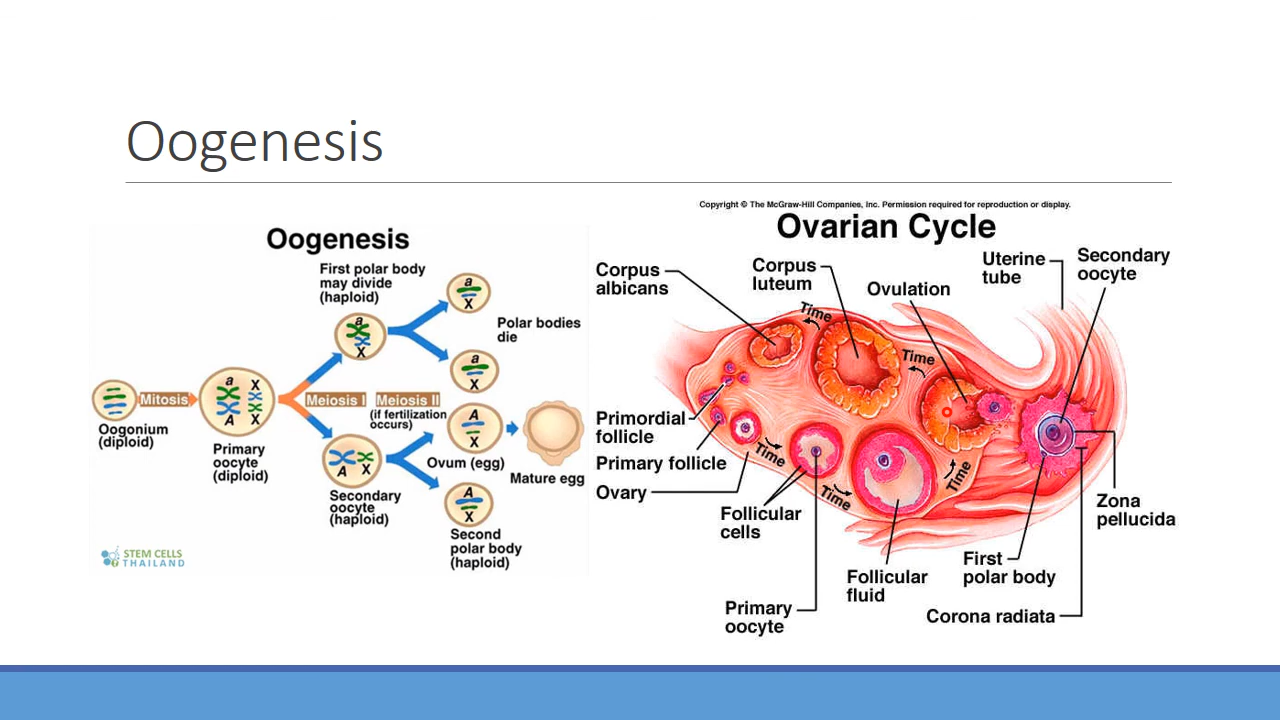 Oogenesis
Oogenesis
First polar body
may divide
(haploid)
a
X
a
X
Polar bodies
die
a
X
Mitosis
a
X
A
X
Meiosis I
Meiosis II
(if fertilization
occurs)
Oogonium
(diploid)
Primary
oocyte
(diploid)
A
X
Secondary
oocyte
(haploid)
A
X
Ovum (egg)
Mature egg
A
X
Second
polar body
(haploid)
STEM CELLS
THAILAND
Copyright © The McGraw-Hill Companies, Inc. Permission required for reproduction or display.
Ovarian Cycle
Corpus
albicans
Corpus
luteum
Ovulation
Uterine
tube
Secondary
oocyte
Time
Time
Primordial
follicle
Primary follicle
Ovary
Time
Time
Time
Follicular
cells
Primary
oocyte
Follicular
fluid
First
polar body
Corona radiata
Zona
pellucida